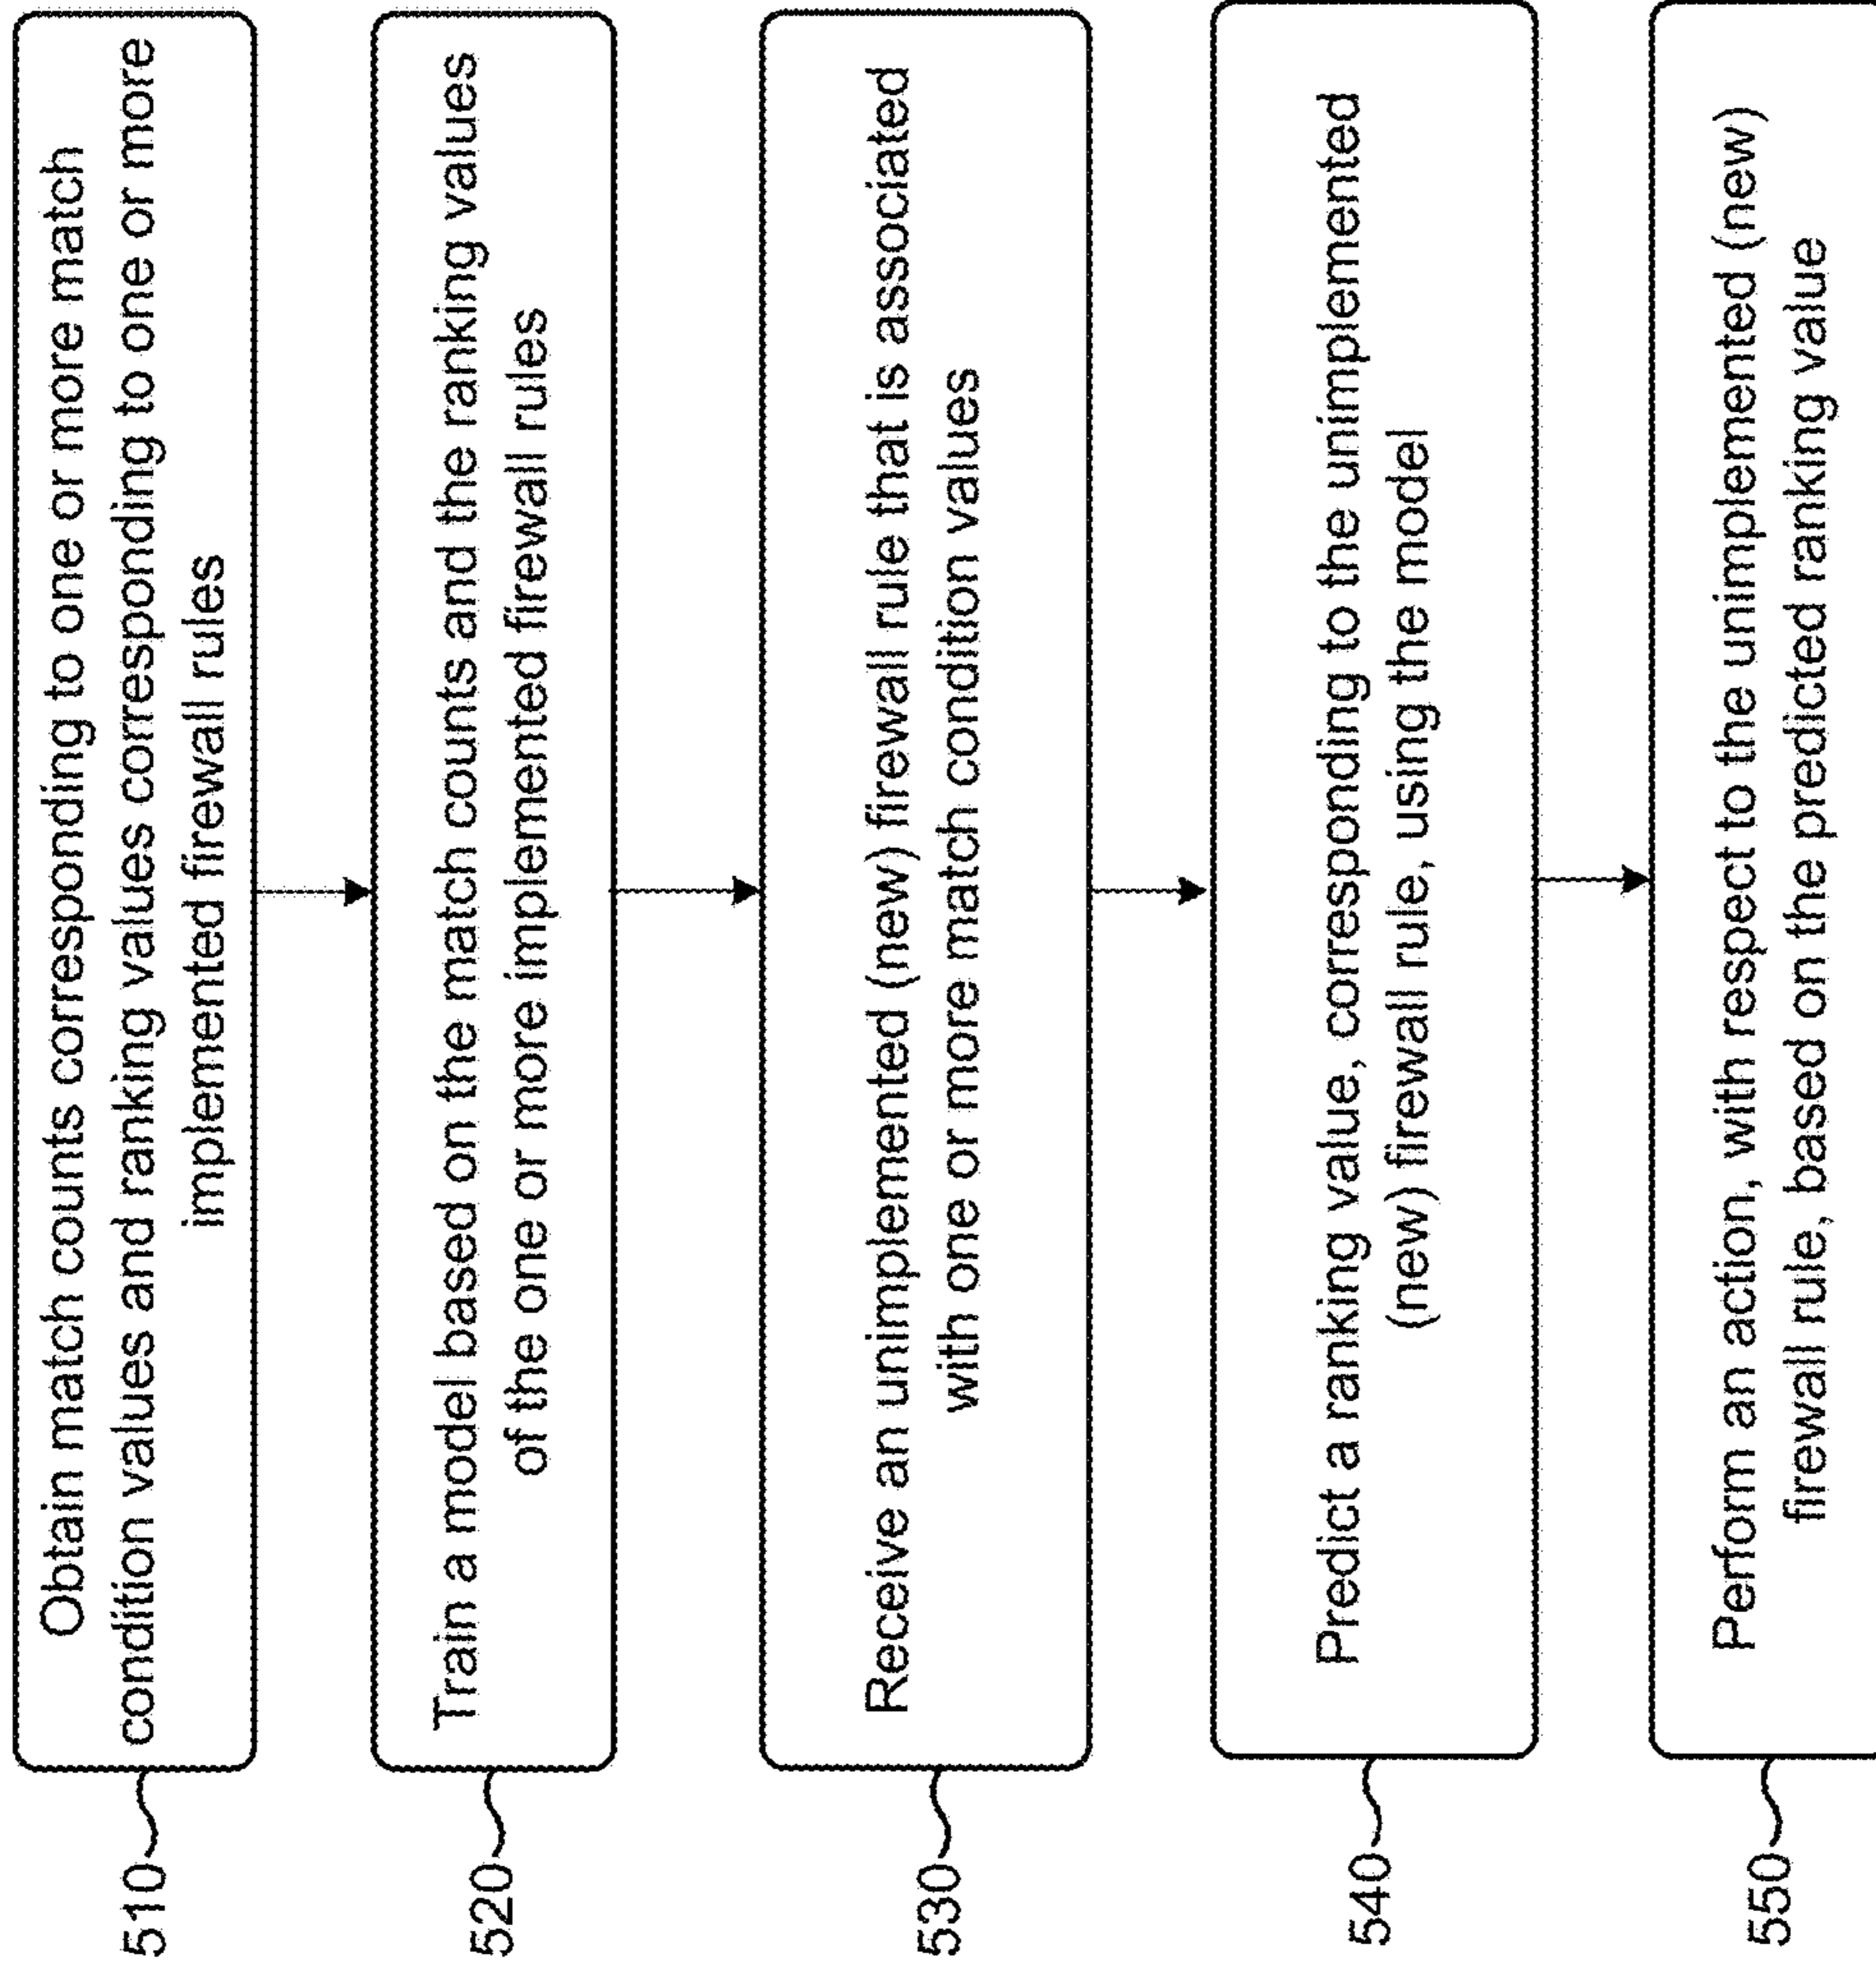 510
Obtain match counts corresponding to one or more match
condition values and ranking values corresponding to one or more
implemented firewall rules
520
Train a model based on the match counts and the ranking values
of the one or more implemented firewall rules
530
Receive an unimplemented (new) firewall rule that is associated
with one or more match condition values
540
Predict a ranking value, corresponding to the unimplemented
(new) firewall rule, using the model
550
Perform an action, with respect to the unimplemented (new)
firewall rule, based on the predicted ranking value